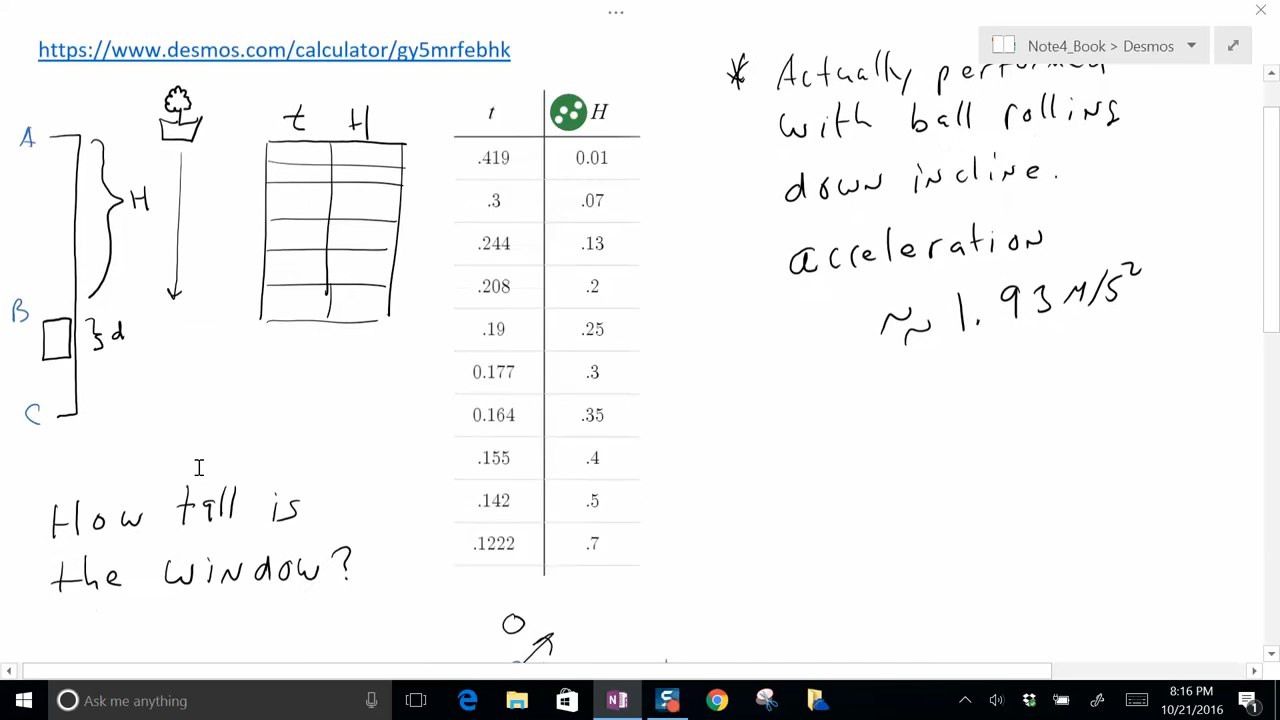 https://www.desmos.com/calculator/gy5mrfebhk
Note4_Book > Desmos
A
H
B
d
C
t H
t H
.419 0.01
.3 .07
.244 .13
.208 .2
.19 .25
0.177 .3
0.164 .35
.155 .4
.142 .5
.1222 .7
* Actually performed
with ball rolling
down incline.
acceleration
≈ 1.93 M/S²
How tall is
the window?
Ask me anything
8:16 PM
10/21/2016
1